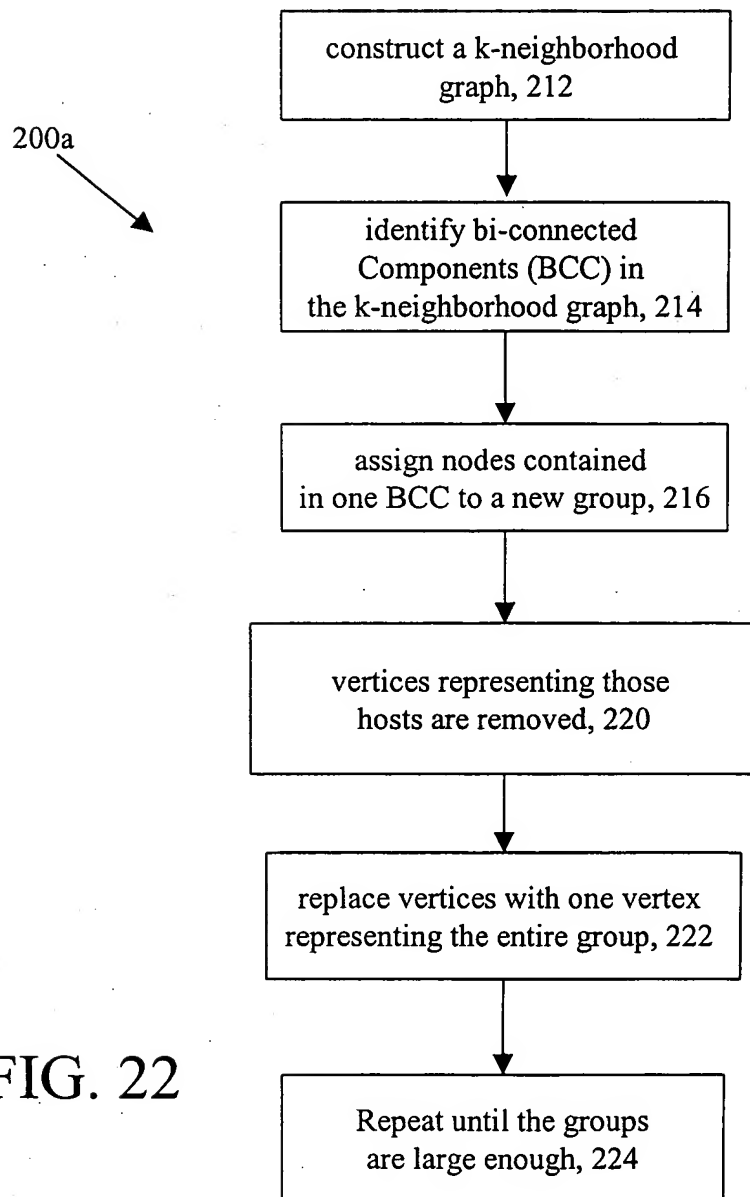 construct a k-neighborhood
graph, 212
200a
identify bi-connected
Components (BCC) in
the k-neighborhood graph, 214
assign nodes contained
in one BCC to a new group, 216
vertices representing those
hosts are removed, 220
replace vertices with one vertex
representing the entire group, 222
FIG. 22
Repeat until the groups
are large enough, 224